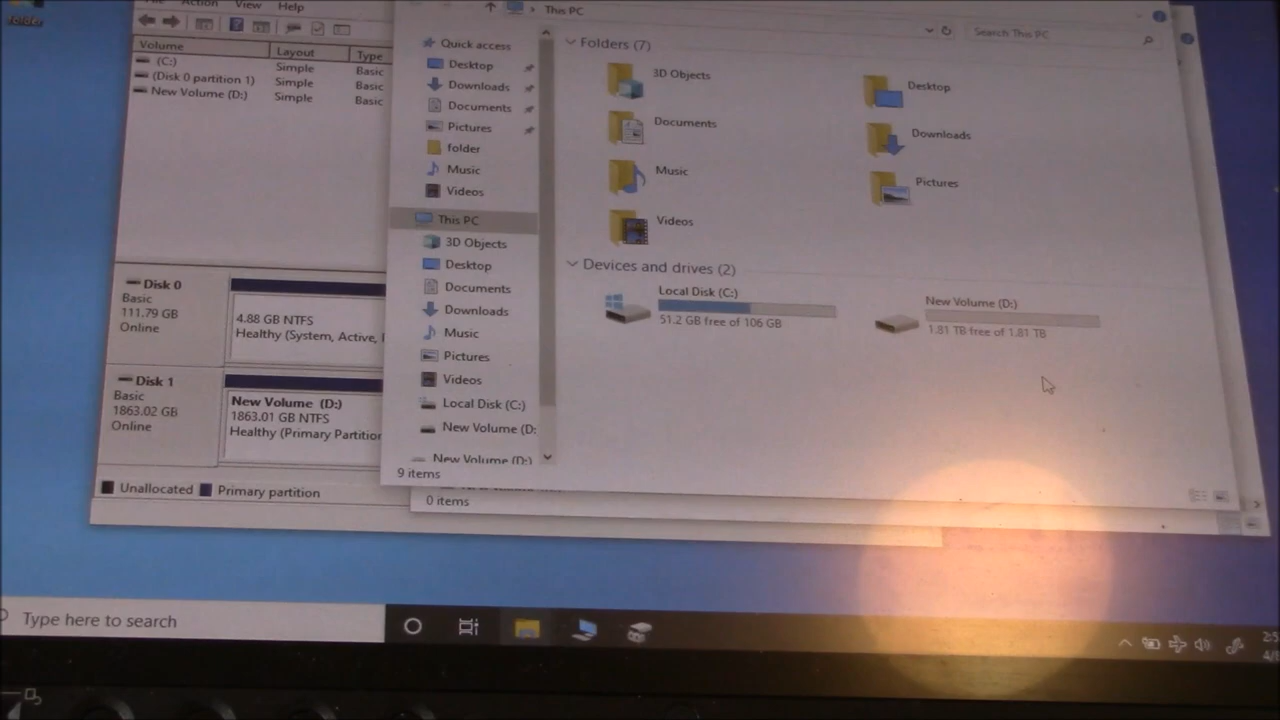 folder
Action View Help
Volume Layout Type
(C:) Simple Basic
(Disk 0 partition 1) Simple Basic
New Volume (D:) Simple Basic
Disk 0
Basic
111.79 GB
Online
4.88 GB NTFS
Healthy (System, Active,
Disk 1
Basic
1863.02 GB
Online
New Volume (D:)
1863.01 GB NTFS
Healthy (Primary Partition
Unallocated Primary partition
This PC
Search This PC
Quick access
Desktop
Downloads
Documents
Pictures
folder
Music
Videos
This PC
3D Objects
Desktop
Documents
Downloads
Music
Pictures
Videos
Local Disk (C:)
New Volume (D:
New Volume (D:)
Folders (7)
3D Objects
Desktop
Documents
Downloads
Music
Pictures
Videos
Devices and drives (2)
Local Disk (C:)
51.2 GB free of 106 GB
New Volume (D:)
1.81 TB free of 1.81 TB
9 items
0 items
Type here to search
2:5
4/